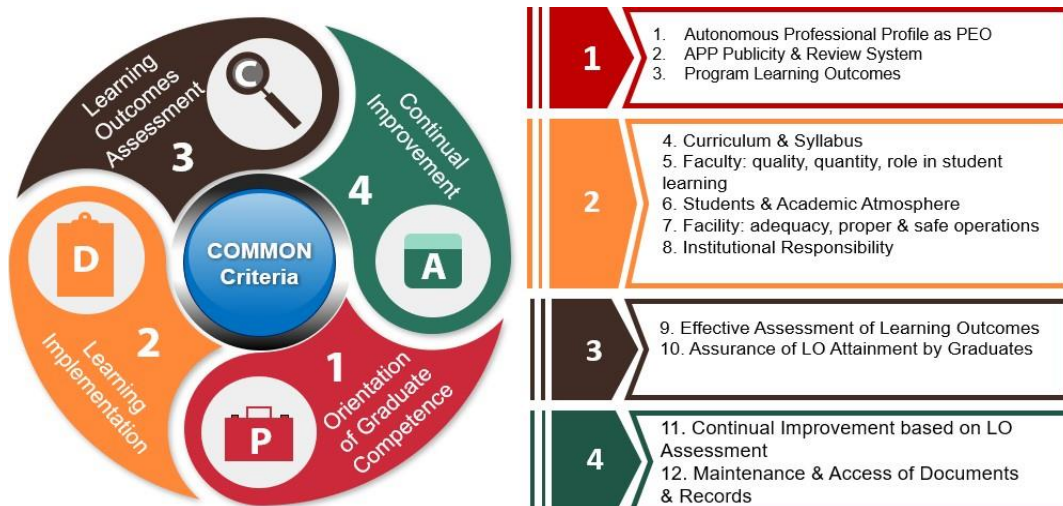 Learning
Outcomes
Assessment
3
C
Continual
Improvement
4
A
COMMON
Criteria
D
2
Learning
Implementation
P
1
Orientation
of Graduate
Competence
1
1. Autonomous Professional Profile as PEO
2. APP Publicity & Review System
3. Program Learning Outcomes
2
4. Curriculum & Syllabus
5. Faculty: quality, quantity, role in student
learning
6. Students & Academic Atmosphere
7. Facility: adequacy, proper & safe operations
8. Institutional Responsibility
3
9. Effective Assessment of Learning Outcomes
10. Assurance of LO Attainment by Graduates
4
11. Continual Improvement based on LO
Assessment
12. Maintenance & Access of Documents
& Records